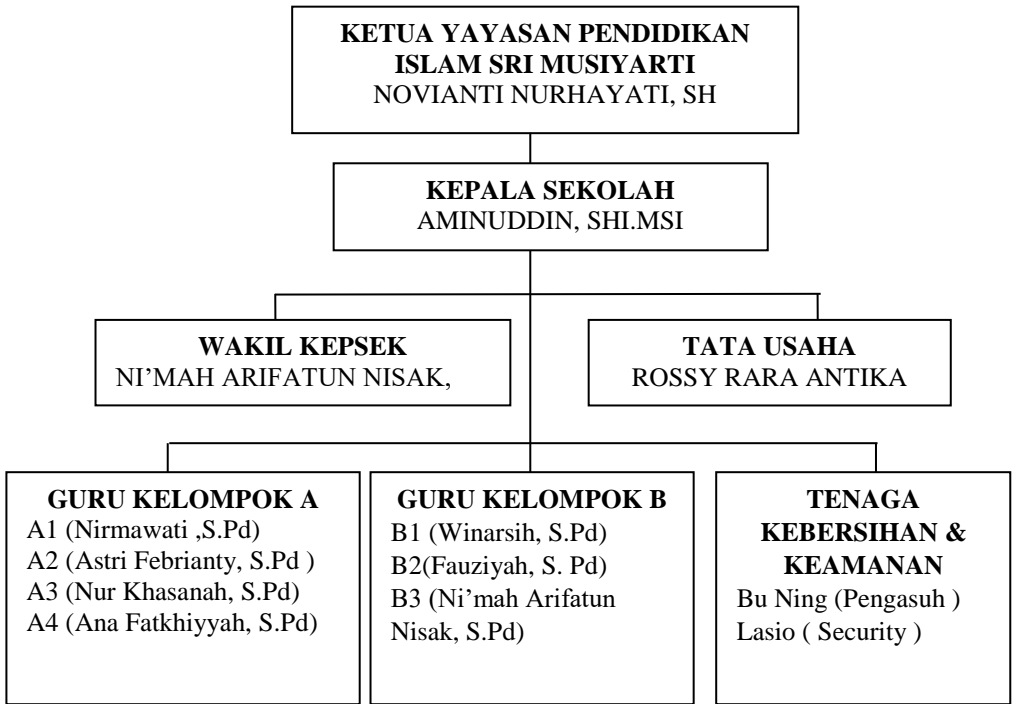 KETUA YAYASAN PENDIDIKAN
ISLAM SRI MUSIYARTI
NOVIANTI NURHAYATI, SH
KEPALA SEKOLAH
AMINUDDIN, SHI.MSI
WAKIL KEPSEK
NI’MAH ARIFATUN NISAK,
TATA USAHA
ROSSY RARA ANTIKA
GURU KELOMPOK A
A1 (Nirmawati ,S.Pd)
A2 (Astri Febrianty, S.Pd )
A3 (Nur Khasanah, S.Pd)
A4 (Ana Fatkhiyyah, S.Pd)
GURU KELOMPOK B
B1 (Winarsih, S.Pd)
B2(Fauziyah, S. Pd)
B3 (Ni’mah Arifatun
Nisak, S.Pd)
TENAGA
KEBERSIHAN &
KEAMANAN
Bu Ning (Pengasuh )
Lasio ( Security )